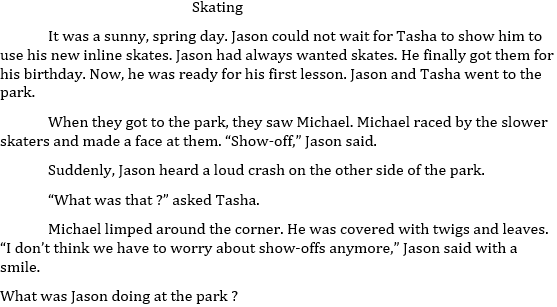 Skating
It was a sunny, spring day. Jason could not wait for Tasha to show him to
use his new inline skates. Jason had always wanted skates. He finally got them for
his birthday. Now, he was ready for his first lesson. Jason and Tasha went to the
park.
When they got to the park, they saw Michael. Michael raced by the slower
skaters and made a face at them. “Show-off,” Jason said.
Suddenly, Jason heard a loud crash on the other side of the park.
“What was that ?” asked Tasha.
Michael limped around the corner. He was covered with twigs and leaves.
“I don’t think we have to worry about show-offs anymore,” Jason said with a
smile.
What was Jason doing at the park ?